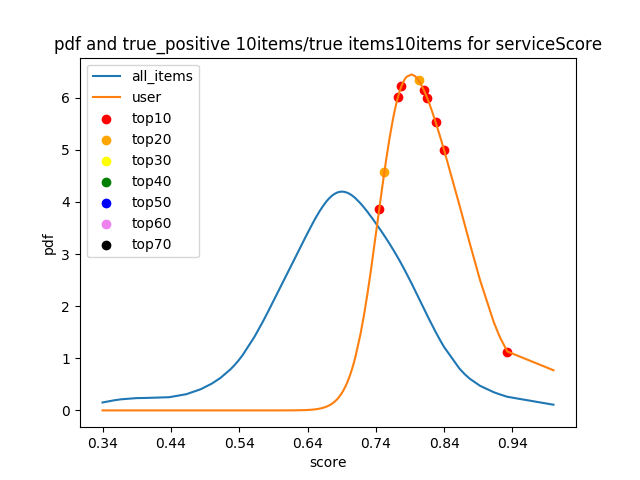 pdf and true_positive 10items/true items10items for serviceScore
all_items
user
top10
top20
top30
top40
top50
top60
top70
pdf
6
5
4
3
2
1
0
0.34 0.44 0.54 0.64 0.74 0.84 0.94
score